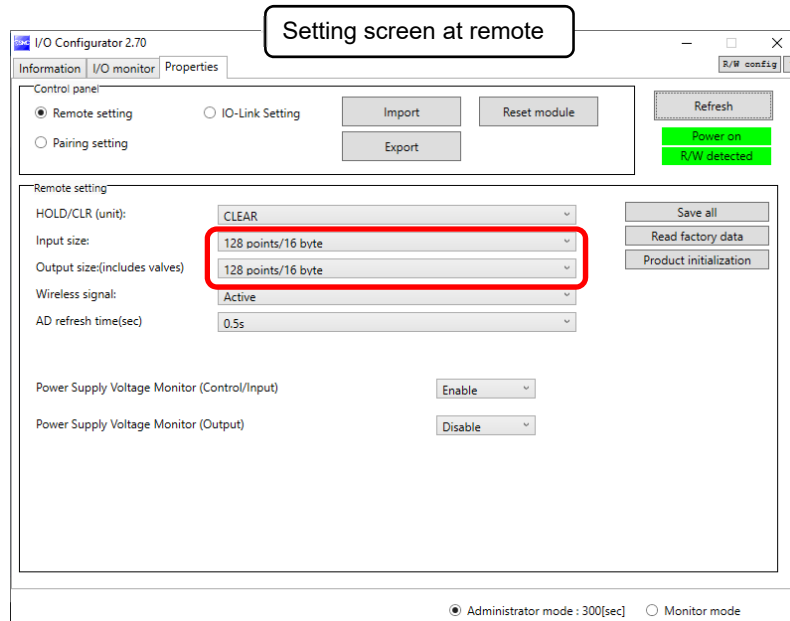 Setting screen at remote
SMC I/O Configurator 2.70
Information I/O monitor Properties R/W config
Control panel
Remote setting IO-Link Setting Import Reset module Refresh
Pairing setting Export Power on
R/W detected
Remote setting
HOLD/CLR (unit): CLEAR Save all
Input size: 128 points/16 byte Read factory data
Output size:(includes valves) 128 points/16 byte Product initialization
Wireless signal: Active
AD refresh time(sec) 0.5s
Power Supply Voltage Monitor (Control/Input) Enable
Power Supply Voltage Monitor (Output) Disable
Administrator mode : 300[sec] Monitor mode